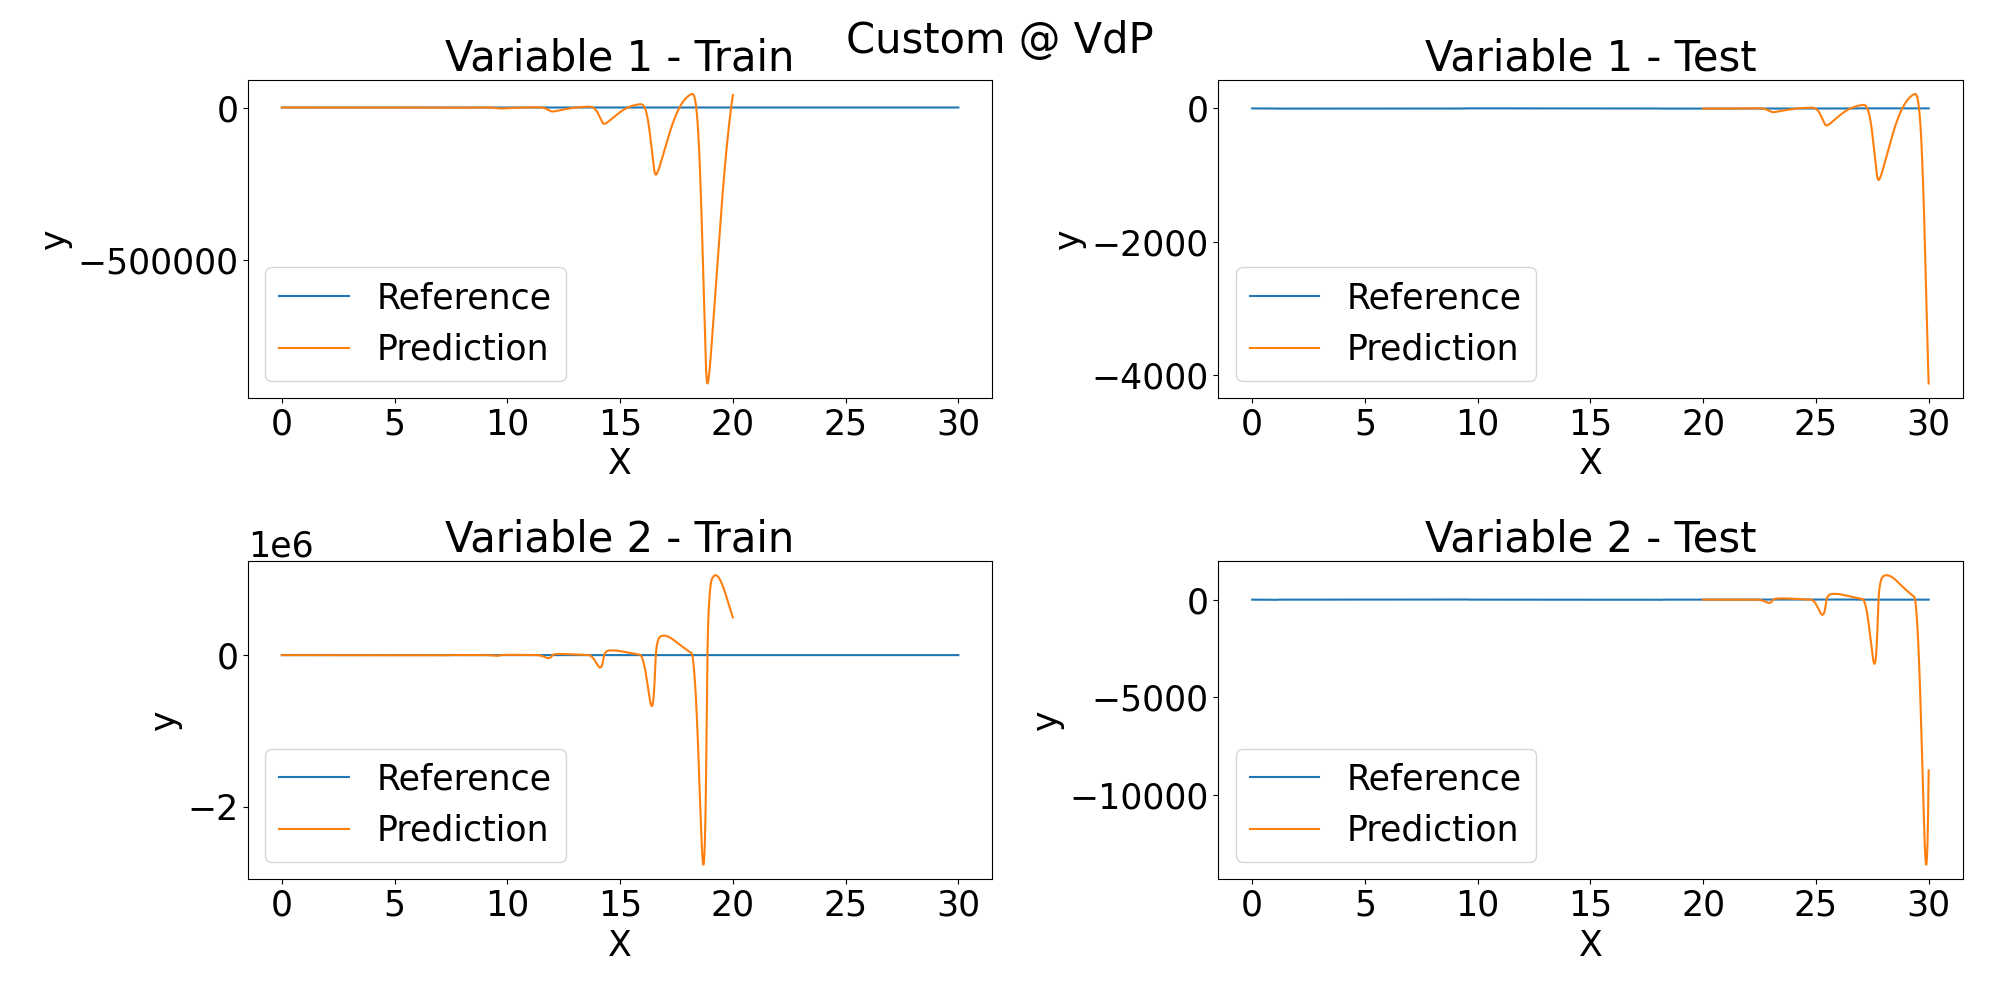 Custom @ VdP
Variable 1 - Train
0
−500000
y
Reference
Prediction
0 5 10 15 20 25 30
X
Variable 1 - Test
0
−2000
−4000
y
Reference
Prediction
0 5 10 15 20 25 30
X
Variable 2 - Train
1e6
0
−2
y
Reference
Prediction
0 5 10 15 20 25 30
X
Variable 2 - Test
0
−5000
−10000
y
Reference
Prediction
0 5 10 15 20 25 30
X